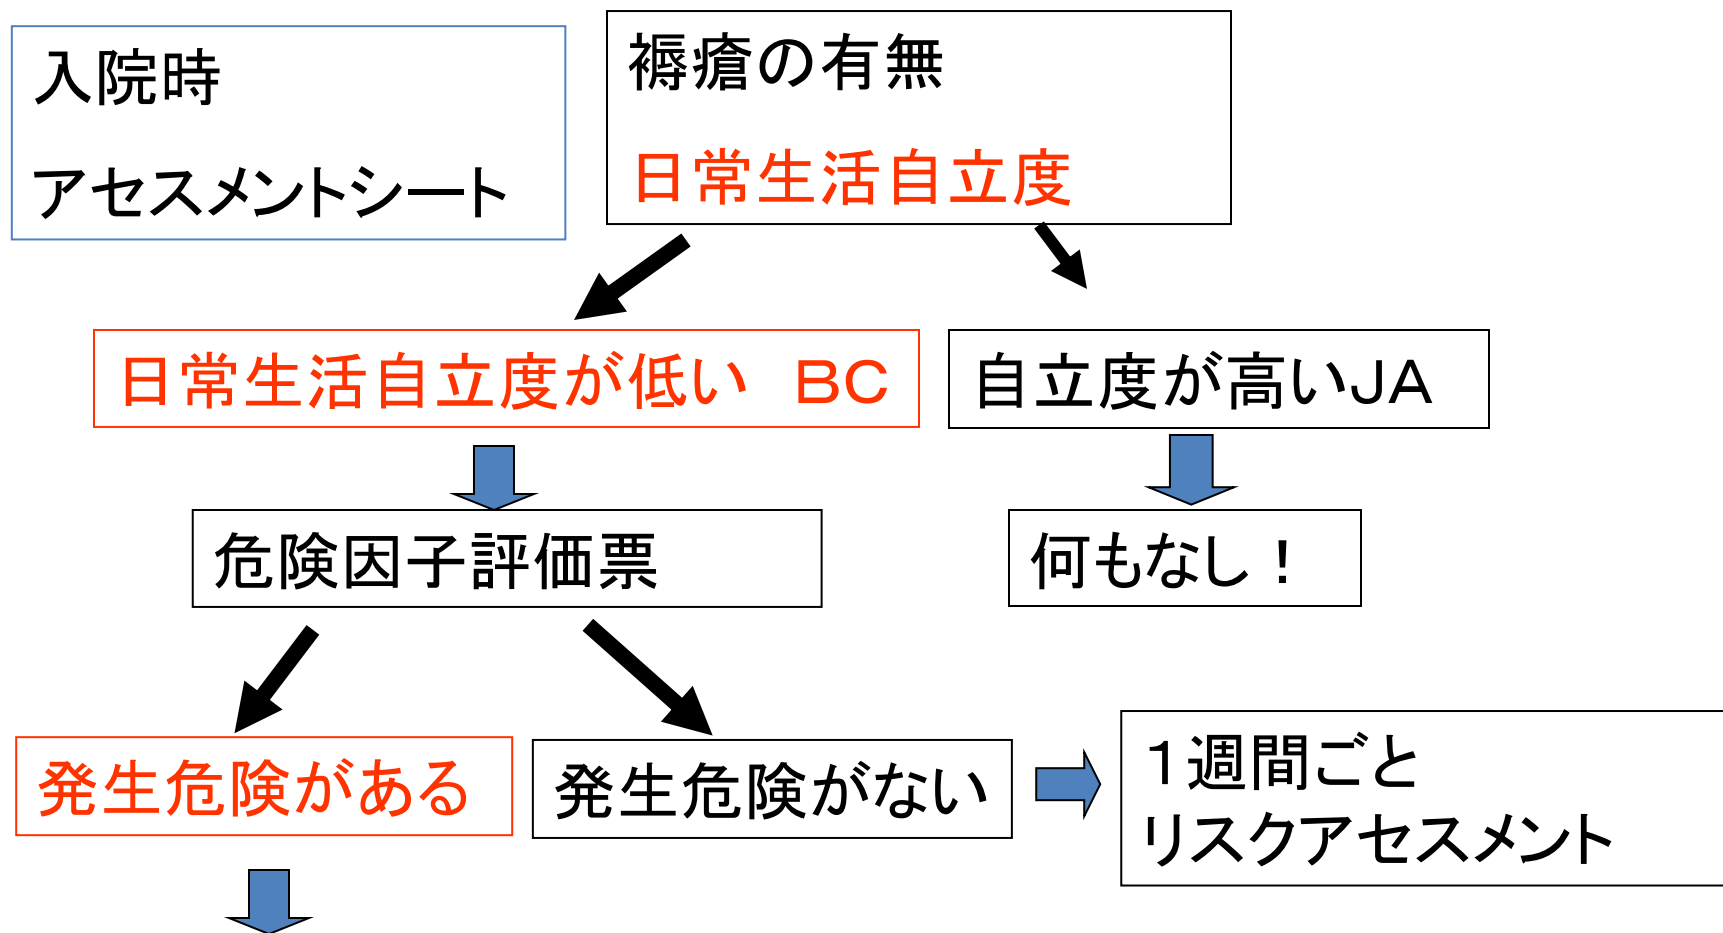 入院時
アセスメントシート
褥瘡の有無
日常生活自立度
日常生活自立度が低い　BC
自立度が高いJA
危険因子評価票
何もなし！
発生危険がある
発生危険がない
1週間ごと
リスクアセスメント